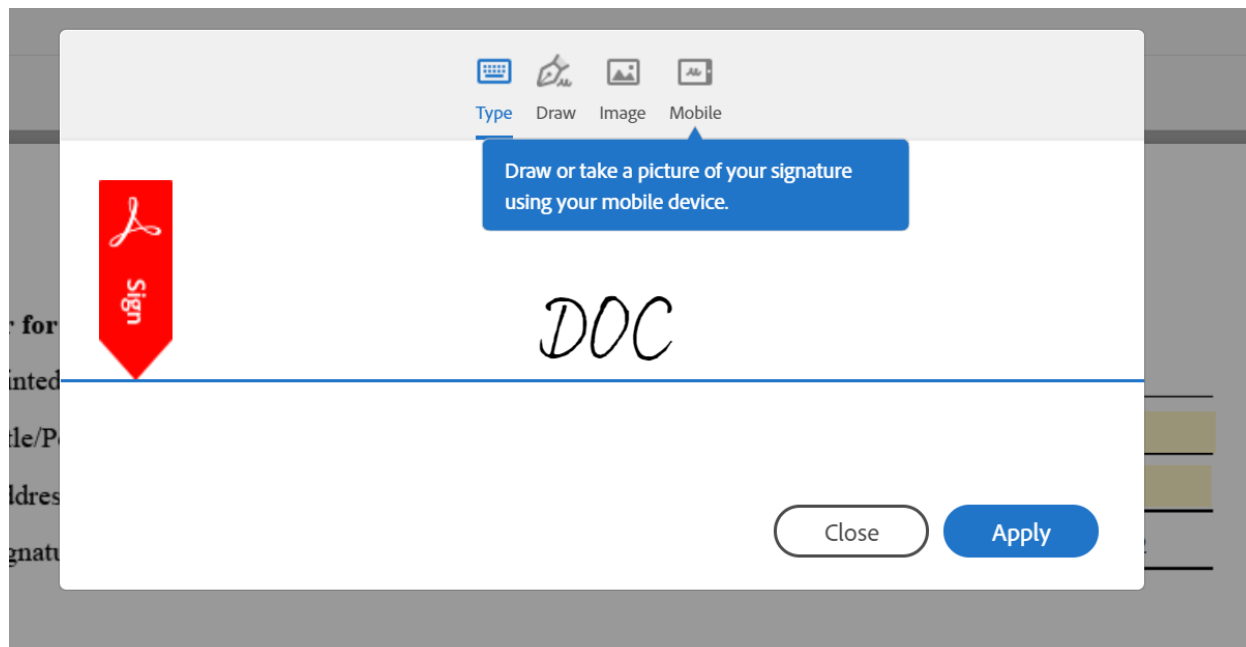 Type Draw Image Mobile
Draw or take a picture of your signature
using your mobile device.
Sign
DOC
for
Close Apply